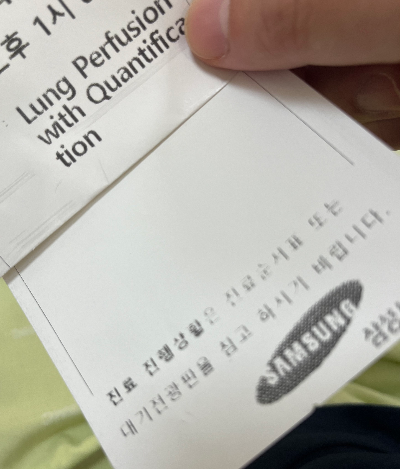 후 1시
Lung Perfusion
with Quantifica
tion
진료 진행상황은 진료순서표 또는
대기전광판을 참고 하시기 바랍니다.
SAMSUNG
삼성